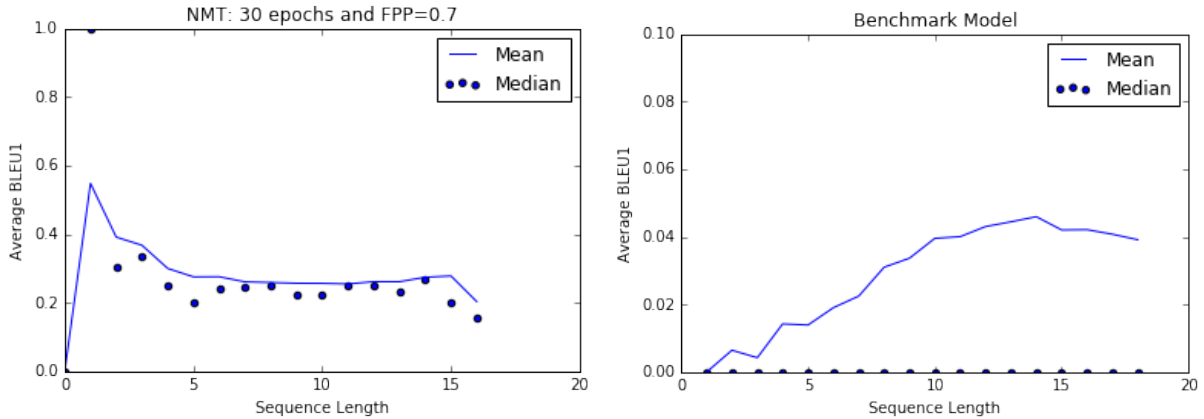 NMT: 30 epochs and FPP=0.7
1.0
0.8
0.6
0.4
0.2
0.0
0
5
10
15
20
Average BLEU1
Sequence Length
Mean
Median
Benchmark Model
0.10
0.08
0.06
0.04
0.02
0.00
0
5
10
15
20
Average BLEU1
Sequence Length
Mean
Median